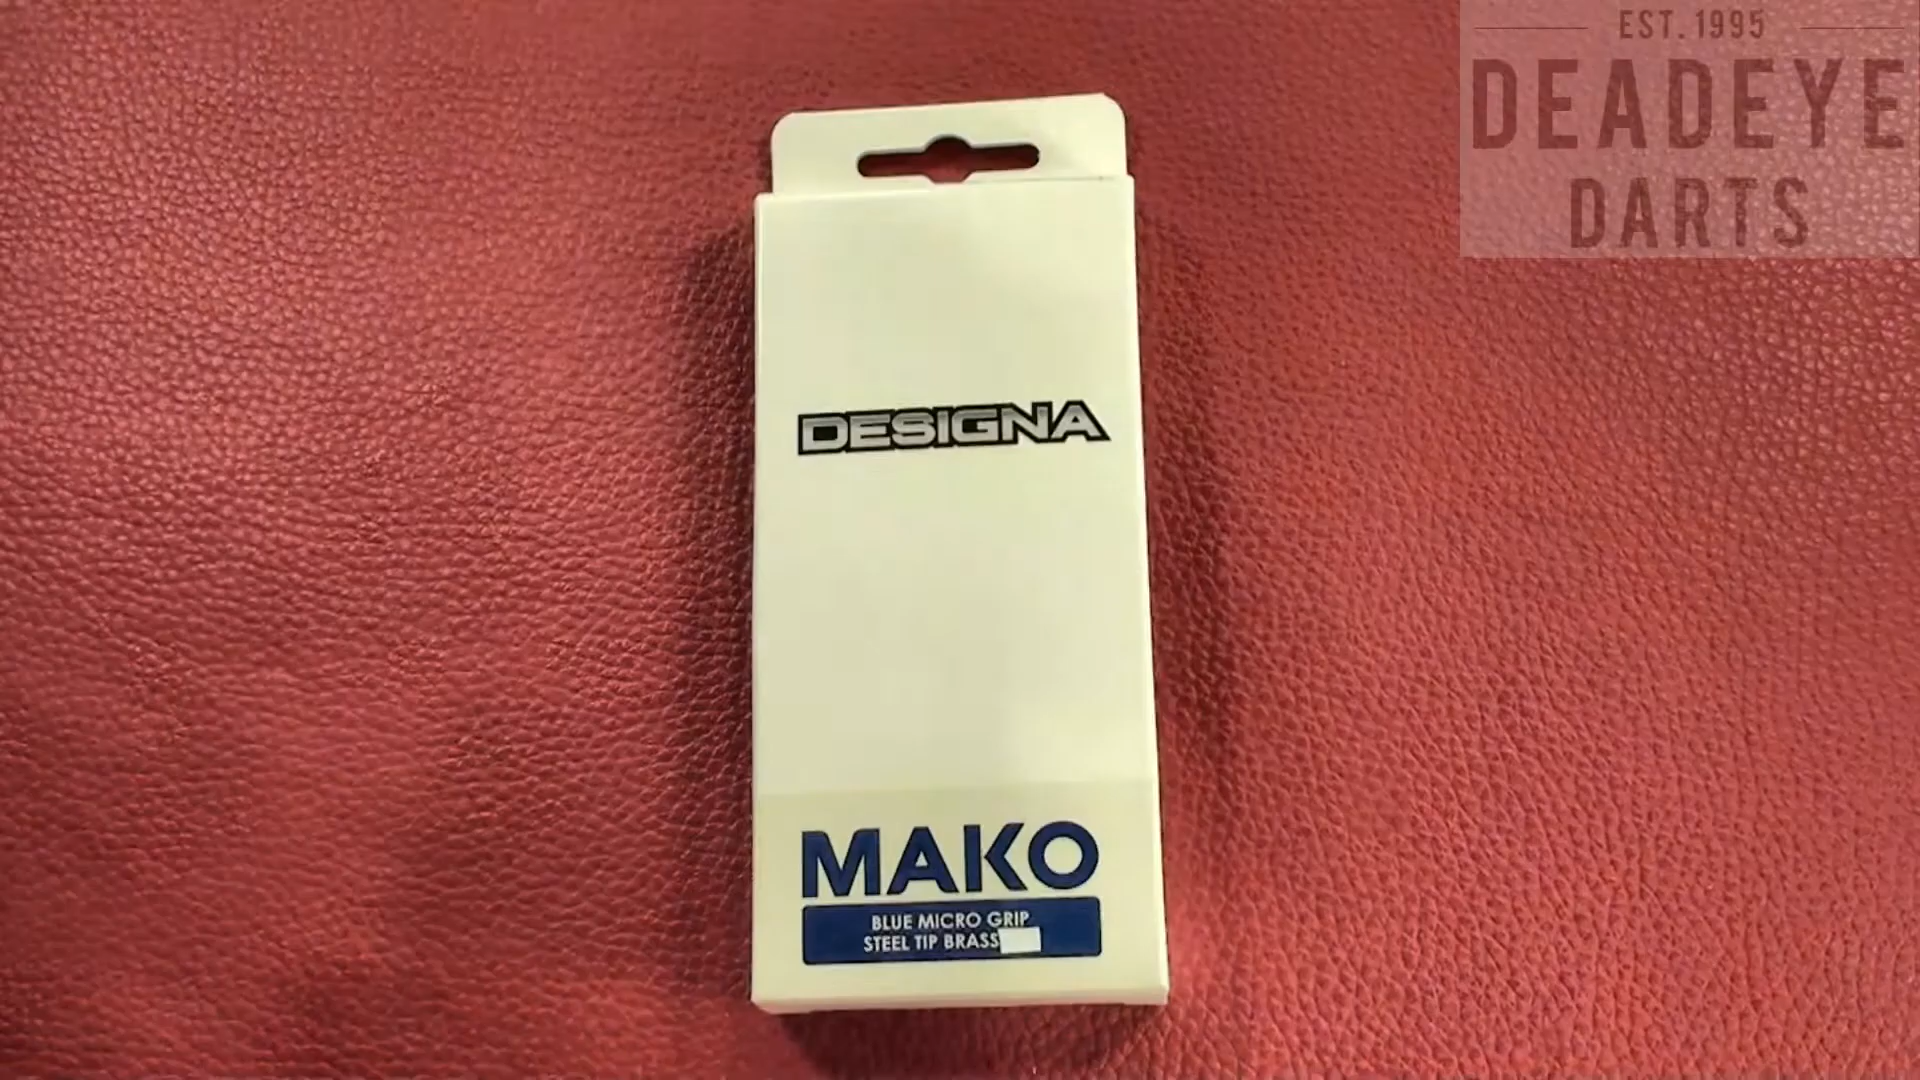 EST. 1995
DEADEYE
DARTS
DESIGNA
MAKO
BLUE MICRO GRIP
STEEL TIP BRASS